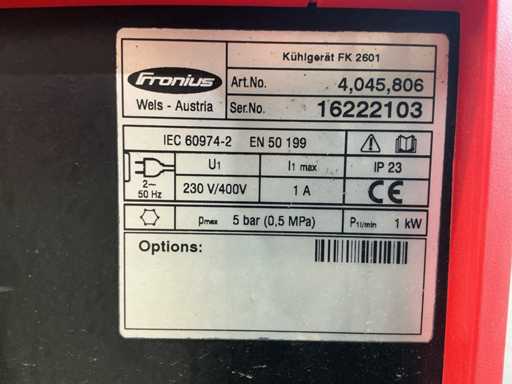 Fronius
Wels - Austria
Kühlgerät FK 2601
Art.No. 4,045,806
Ser.No. 16222103
IEC 60974-2 EN 50 199
2~
50 Hz
U1
230 V/400V
I1 max
1 A
IP 23
CE
pmax 5 bar (0,5 MPa)
P1l/min 1 kW
Options: